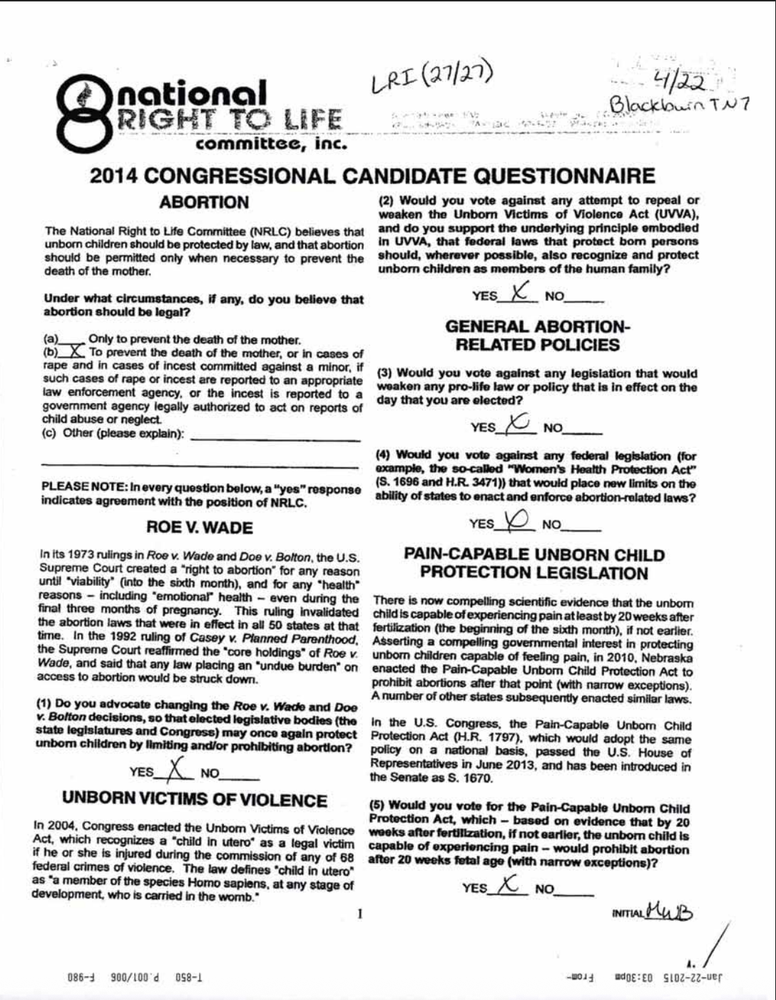 LRI (27/27)
4/22
Blackburn TN7
national
RIGHT TO LIFE
committee, inc.
2014 CONGRESSIONAL CANDIDATE QUESTIONNAIRE
ABORTION
The National Right to Life Committee (NRLC) believes that
unborn children should be protected by law, and that abortion
should be permitted only when necessary to prevent the
death of the mother.
Under what circumstances, if any, do you believe that
abortion should be legal?
(a)____ Only to prevent the death of the mother.
(b) X To prevent the death of the mother, or in cases of
rape and in cases of incest committed against a minor, if
such cases of rape or incest are reported to an appropriate
law enforcement agency, or the incest is reported to a
government agency legally authorized to act on reports of
child abuse or neglect.
(c) Other (please explain):
PLEASE NOTE: In every question below, a "yes" response
indicates agreement with the position of NRLC.
ROE V. WADE
In its 1973 rulings in Roe v. Wade and Doe v. Bolton, the U.S.
Supreme Court created a "right to abortion" for any reason
until "viability" (into the sixth month), and for any "health"
reasons – including "emotional" health – even during the
final three months of pregnancy. This ruling invalidated
the abortion laws that were in effect in all 50 states at that
time. In the 1992 ruling of Casey v. Planned Parenthood,
the Supreme Court reaffirmed the "core holdings" of Roe v.
Wade, and said that any law placing an "undue burden" on
access to abortion would be struck down.
(1) Do you advocate changing the Roe v. Wade and Doe
v. Bolton decisions, so that elected legislative bodies (the
state legislatures and Congress) may once again protect
unborn children by limiting and/or prohibiting abortion?
YES X NO____
UNBORN VICTIMS OF VIOLENCE
In 2004, Congress enacted the Unborn Victims of Violence
Act, which recognizes a "child in utero" as a legal victim
if he or she is injured during the commission of any of 68
federal crimes of violence. The law defines "child in utero"
as "a member of the species Homo sapiens, at any stage of
development, who is carried in the womb."
(2) Would you vote against any attempt to repeal or
weaken the Unborn Victims of Violence Act (UVVA),
and do you support the underlying principle embodied
in UVVA, that federal laws that protect born persons
should, wherever possible, also recognize and protect
unborn children as members of the human family?
YES X NO____
GENERAL ABORTION-
RELATED POLICIES
(3) Would you vote against any legislation that would
weaken any pro-life law or policy that is in effect on the
day that you are elected?
YES X NO____
(4) Would you vote against any federal legislation (for
example, the so-called "Women's Health Protection Act"
(S. 1696 and H.R. 3471)) that would place new limits on the
ability of states to enact and enforce abortion-related laws?
YES X NO____
PAIN-CAPABLE UNBORN CHILD
PROTECTION LEGISLATION
There is now compelling scientific evidence that the unborn
child is capable of experiencing pain at least by 20 weeks after
fertilization (the beginning of the sixth month), if not earlier.
Asserting a compelling governmental interest in protecting
unborn children capable of feeling pain, in 2010, Nebraska
enacted the Pain-Capable Unborn Child Protection Act to
prohibit abortions after that point (with narrow exceptions).
A number of other states subsequently enacted similar laws.
In the U.S. Congress, the Pain-Capable Unborn Child
Protection Act (H.R. 1797), which would adopt the same
policy on a national basis, passed the U.S. House of
Representatives in June 2013, and has been introduced in
the Senate as S. 1670.
(5) Would you vote for the Pain-Capable Unborn Child
Protection Act, which – based on evidence that by 20
weeks after fertilization, if not earlier, the unborn child is
capable of experiencing pain – would prohibit abortion
after 20 weeks fetal age (with narrow exceptions)?
YES X NO____
1
INITIAL MWB
Jan-22-2015 03:30pm From- T-850 P.001/006 F-980